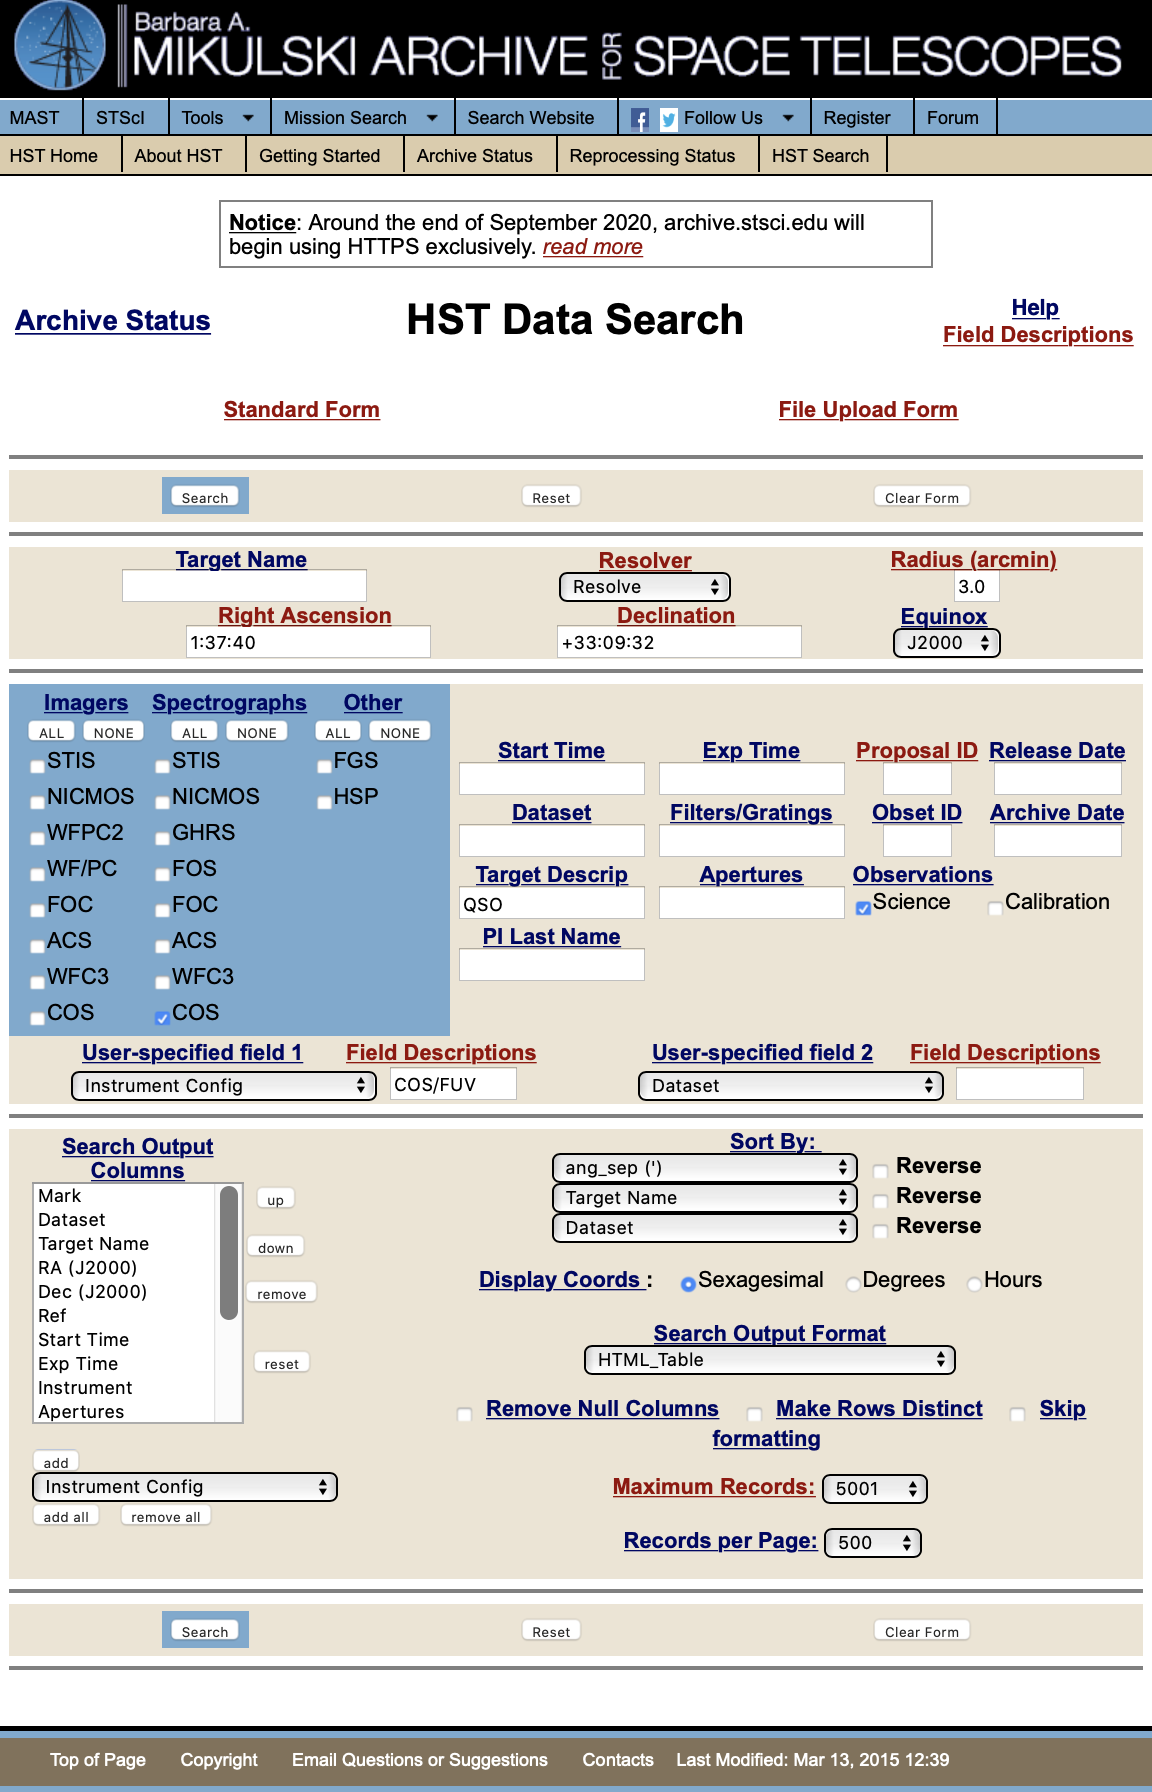 Barbara A.
MIKULSKI ARCHIVE FOR SPACE TELESCOPES
MAST STScI Tools Mission Search Search Website Follow Us Register Forum
HST Home About HST Getting Started Archive Status Reprocessing Status HST Search
Notice: Around the end of September 2020, archive.stsci.edu will
begin using HTTPS exclusively. read more
Archive Status HST Data Search Help
Field Descriptions
Standard Form File Upload Form
Search Reset Clear Form
Target Name Resolver Radius (arcmin)
Resolve 3.0
Right Ascension Declination Equinox
1:37:40 +33:09:32 J2000
Imagers Spectrographs Other
ALL NONE ALL NONE ALL NONE
STIS STIS FGS
NICMOS NICMOS HSP
WFPC2 GHRS
WF/PC FOS
FOC FOC
ACS ACS
WFC3 WFC3
COS COS
Start Time Exp Time Proposal ID Release Date
Dataset Filters/Gratings Obset ID Archive Date
Target Descrip Apertures Observations
QSO Science Calibration
PI Last Name
User-specified field 1 Field Descriptions User-specified field 2 Field Descriptions
Instrument Config COS/FUV Dataset
Search Output
Columns
Mark
Dataset
Target Name
RA (J2000)
Dec (J2000)
Ref
Start Time
Exp Time
Instrument
Apertures
up
down
remove
reset
add
Instrument Config
add all remove all
Sort By:
ang_sep (') Reverse
Target Name Reverse
Dataset Reverse
Display Coords : Sexagesimal Degrees Hours
Search Output Format
HTML_Table
Remove Null Columns Make Rows Distinct Skip
formatting
Maximum Records: 5001
Records per Page: 500
Search Reset Clear Form
Top of Page Copyright Email Questions or Suggestions Contacts Last Modified: Mar 13, 2015 12:39